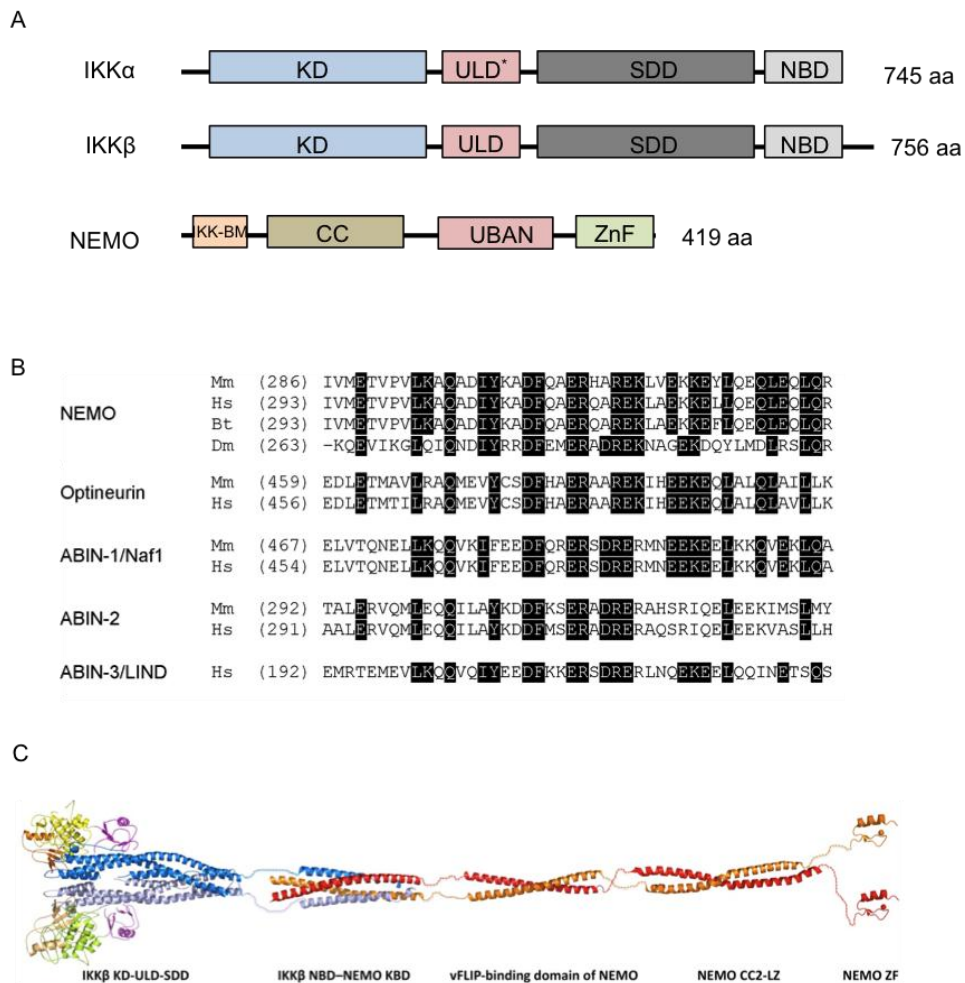 A
IKKα KD ULD* SDD NBD 745 aa
IKKβ KD ULD SDD NBD 756 aa
NEMO IKK-BM CC UBAN ZnF 419 aa
B
NEMO
Mm (286) IVMETVPVLKAQADIYKADFQAERHAREKLVEKKEYLQEQLEQLQR
Hs (293) IVMETVPVLKAQADIYKADFQAERQAREKLAEKKELLQEQLEQLQR
Bt (293) IVMETVPVLKAQADIYKADFQAERQAREKLAEKKEFLQEQLEQLQR
Dm (263) -KQEVIKGLQIQNDIYRRDFEMERADREKNAGEKDQYLMDLRSLQR
Optineurin
Mm (459) EDLETMAVLRAQMEVYCSDFHAERAAREKIHEEKEQLALQLAILLK
Hs (456) EDLETMTILRAQMEVYCSDFHAERAAREKIHEEKEQLALQLAVLLK
ABIN-1/Naf1
Mm (467) ELVTQNELLKQQVKIFEEDFQRERSDRERMNEEKEELKKQVEKLQA
Hs (454) ELVTQNELLKQQVKIFEEDFQRERSDRERMNEEKEELKKQVEKLQA
ABIN-2
Mm (292) TALERVQMLEQQILAYKDDFKSERADRERAHSRIQELEEKIMSLMY
Hs (291) AALERVQMLEQQILAYKDDFMSERADRERAQSRIQELEEKVASLLH
ABIN-3/LIND
Hs (192) EMRTEMEVLKQQVQIYEEDFKKERSDRERLNQEKEELQQINETSQS
C
IKKβ KD-ULD-SDD IKKβ NBD–NEMO KBD vFLIP-binding domain of NEMO NEMO CC2-LZ NEMO ZF